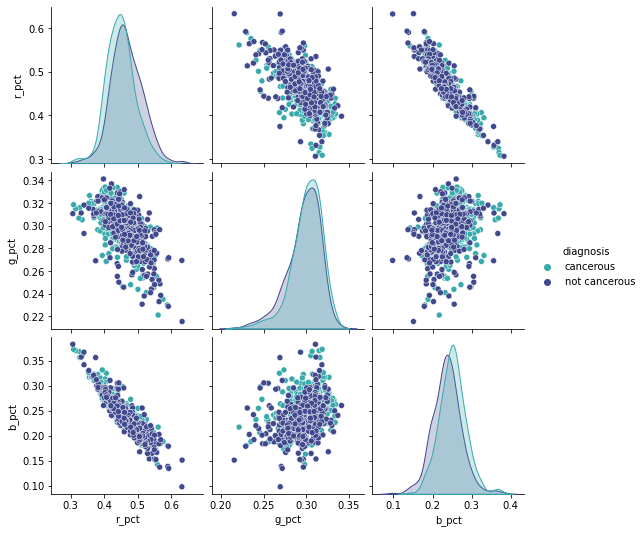 0.6
0.5
0.4
0.3
r_pct
0.34
0.32
0.30
0.28
0.26
0.24
0.22
g_pct
diagnosis
cancerous
not cancerous
0.35
0.30
0.25
0.20
0.15
0.10
b_pct
0.3 0.4 0.5 0.6
r_pct
0.20 0.25 0.30 0.35
g_pct
0.1 0.2 0.3 0.4
b_pct